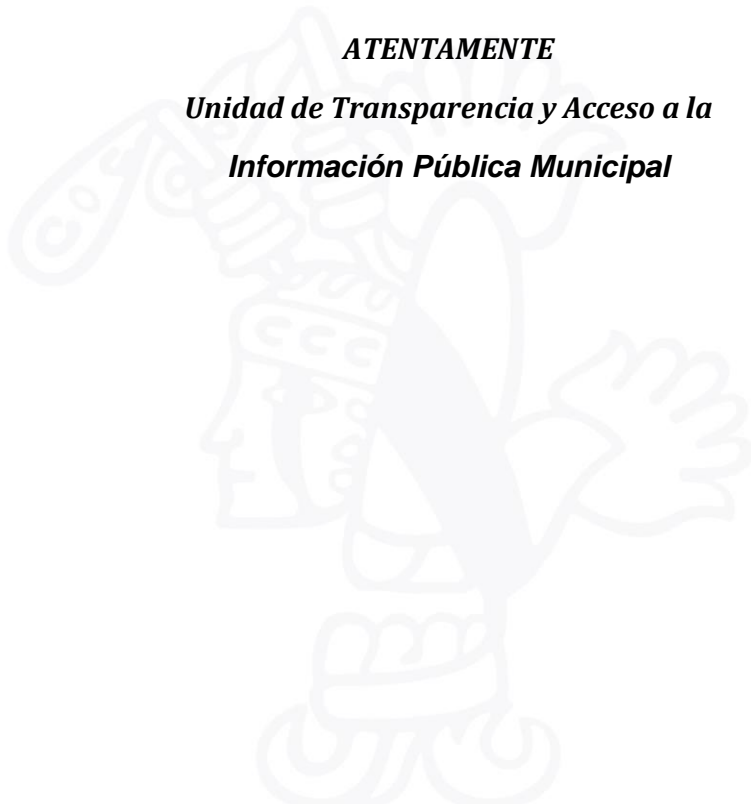 ATENTAMENTE
Unidad de Transparencia y Acceso a la
Información Pública Municipal